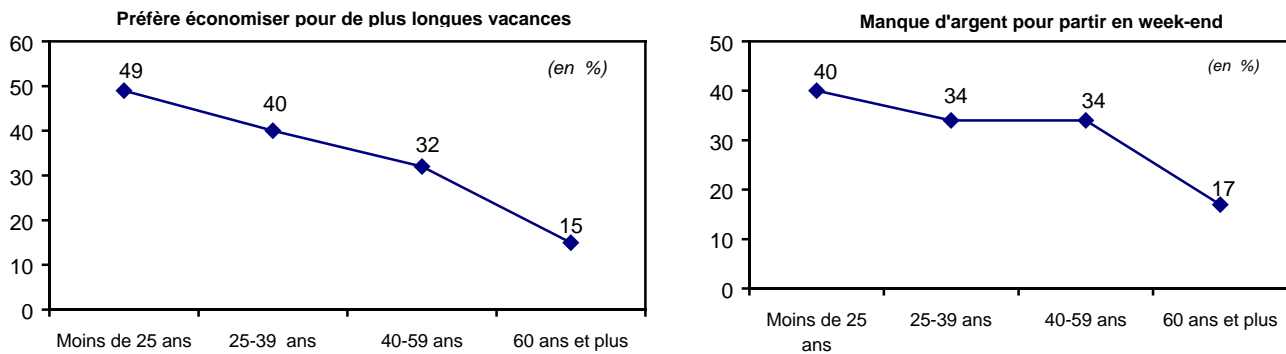 Préfère économiser pour de plus longues vacances
60
50
40
30
20
10
0
(en %)
49
40
32
15
Moins de 25 ans
25-39 ans
40-59 ans
60 ans et plus
Manque d'argent pour partir en week-end
50
40
30
20
10
0
(en %)
40
34
34
17
Moins de 25
ans
25-39 ans
40-59 ans
60 ans et plus